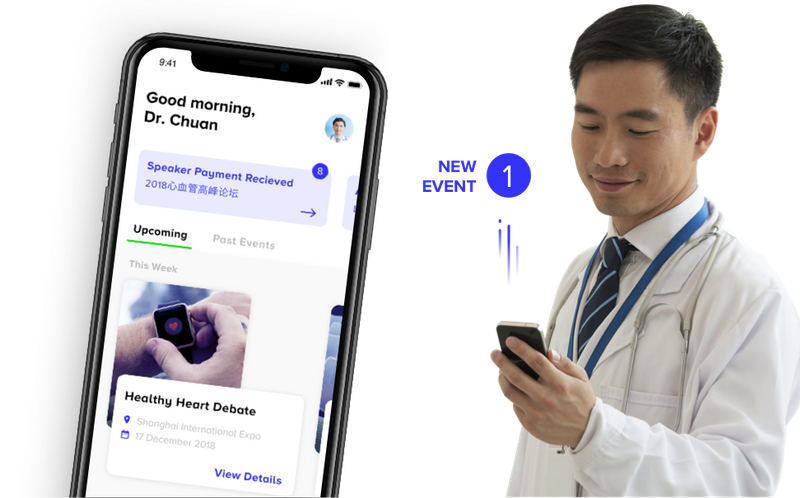 9:41
Good morning,
Dr. Chuan
Speaker Payment Recieved
8
2018心血管高峰论坛
Upcoming
Past Events
This Week
Healthy Heart Debate
Shanghai International Expo
17 December 2018
View Details
NEW
EVENT
1